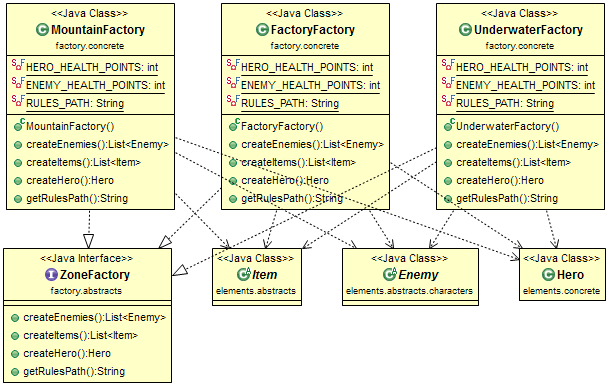 <<Java Class>>
MountainFactory
factory.concrete
HERO_HEALTH_POINTS: int
ENEMY_HEALTH_POINTS: int
RULES_PATH: String
MountainFactory()
createEnemies():List<Enemy>
createItems():List<Item>
createHero():Hero
getRulesPath():String
<<Java Class>>
FactoryFactory
factory.concrete
HERO_HEALTH_POINTS: int
ENEMY_HEALTH_POINTS: int
RULES_PATH: String
FactoryFactory()
createEnemies():List<Enemy>
createItems():List<Item>
createHero():Hero
getRulesPath():String
<<Java Class>>
UnderwaterFactory
factory.concrete
HERO_HEALTH_POINTS: int
ENEMY_HEALTH_POINTS: int
RULES_PATH: String
UnderwaterFactory()
createEnemies():List<Enemy>
createItems():List<Item>
createHero():Hero
getRulesPath():String
<<Java Interface>>
ZoneFactory
factory.abstracts
createEnemies():List<Enemy>
createItems():List<Item>
createHero():Hero
getRulesPath():String
<<Java Class>>
Item
elements.abstracts
<<Java Class>>
Enemy
elements.abstracts.characters
<<Java Class>>
Hero
elements.concrete